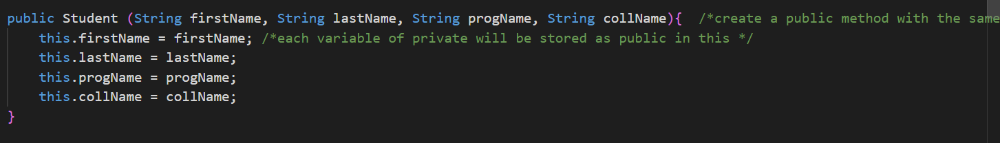 public Student (String firstName, String lastName, String progName, String collName){  /*create a public method with the same
    this.firstName = firstName; /*each variable of private will be stored as public in this */
    this.lastName = lastName;
    this.progName = progName;
    this.collName = collName;
}